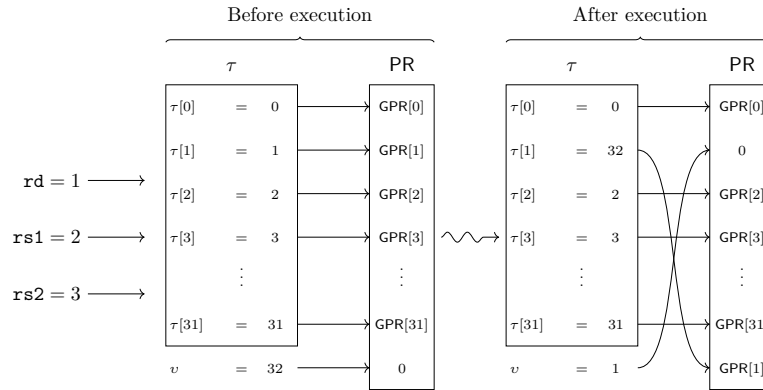 Before execution After execution
τ PR τ PR
τ[0] = 0 GPR[0] τ[0] = 0 GPR[0]
τ[1] = 1 GPR[1] τ[1] = 32 0
rd = 1
τ[2] = 2 GPR[2] τ[2] = 2 GPR[2]
rs1 = 2 τ[3] = 3 GPR[3] τ[3] = 3 GPR[3]
⋮ ⋮ ⋮ ⋮
rs2 = 3
τ[31] = 31 GPR[31] τ[31] = 31 GPR[31
υ = 32 0 υ = 1 GPR[1]